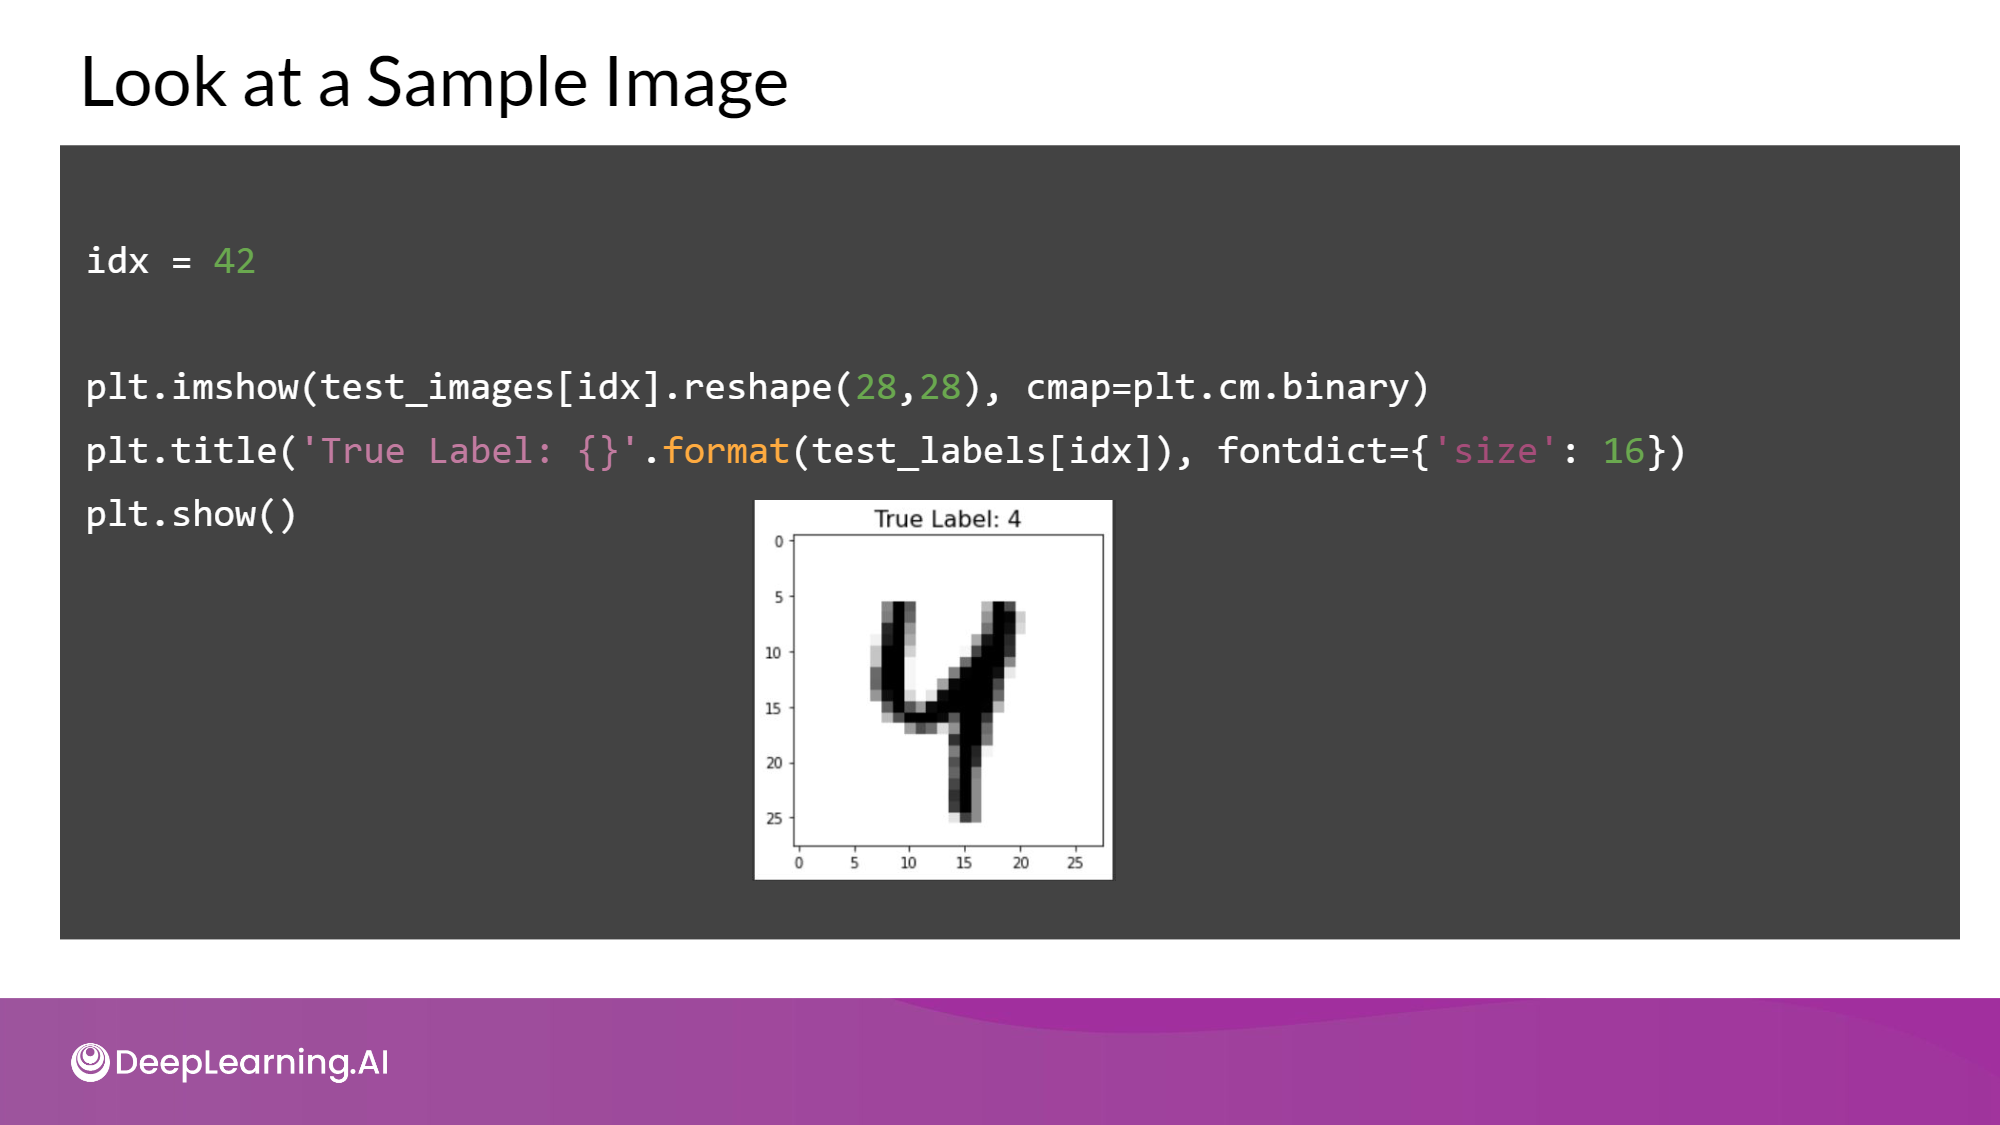 Look at a Sample Image
idx = 42
plt.imshow(test_images[idx].reshape(28,28), cmap=plt.cm.binary)
plt.title('True Label: {}'.format(test_labels[idx]), fontdict={'size': 16})
plt.show()
True Label: 4
0
5
10
15
20
25
0 5 10 15 20 25
4
DeepLearning.AI